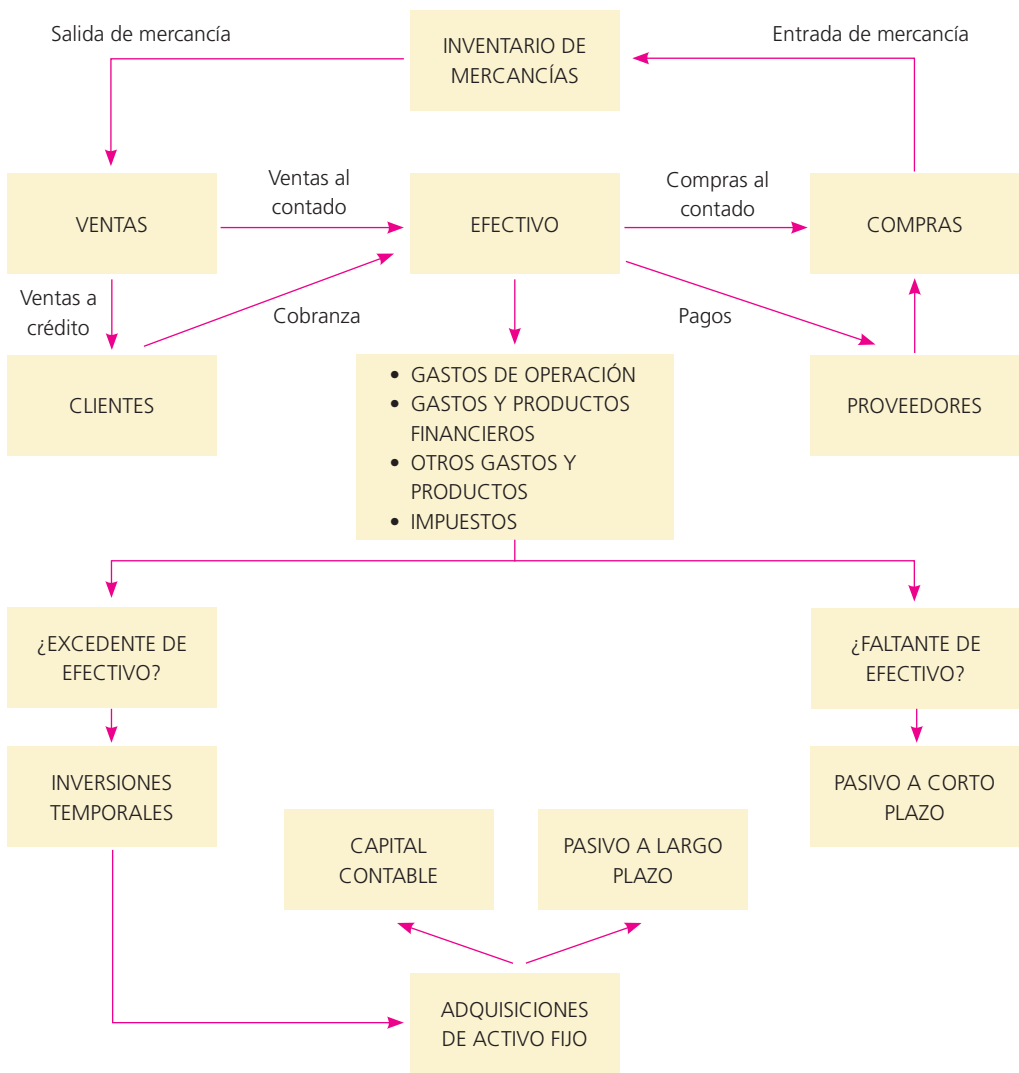 Salida de mercancía
INVENTARIO DE
MERCANCÍAS
Entrada de mercancía
VENTAS
Ventas al
contado
EFECTIVO
Compras al
contado
COMPRAS
Ventas a
crédito
Cobranza
Pagos
CLIENTES
• GASTOS DE OPERACIÓN
• GASTOS Y PRODUCTOS
FINANCIEROS
• OTROS GASTOS Y
PRODUCTOS
• IMPUESTOS
PROVEEDORES
¿EXCEDENTE DE
EFECTIVO?
¿FALTANTE DE
EFECTIVO?
INVERSIONES
TEMPORALES
PASIVO A CORTO
PLAZO
CAPITAL
CONTABLE
PASIVO A LARGO
PLAZO
ADQUISICIONES
DE ACTIVO FIJO